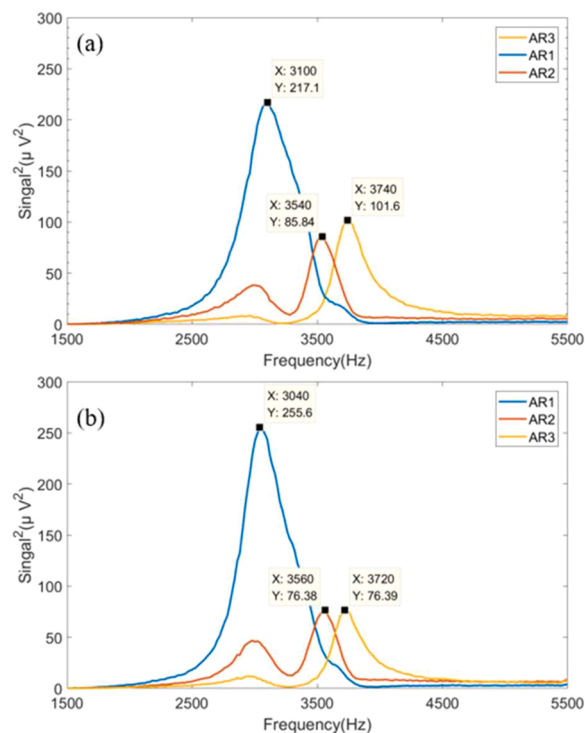 (a)
300
250
200
150
100
50
0
Singal²(μ V²)
1500 2500 3500 4500 5500
Frequency(Hz)
AR3
AR1
AR2
X: 3100
Y: 217.1
X: 3540
Y: 85.84
X: 3740
Y: 101.6
(b)
300
250
200
150
100
50
0
Singal²(μ V²)
1500 2500 3500 4500 5500
Frequency(Hz)
AR1
AR2
AR3
X: 3040
Y: 255.6
X: 3560
Y: 76.38
X: 3720
Y: 76.39